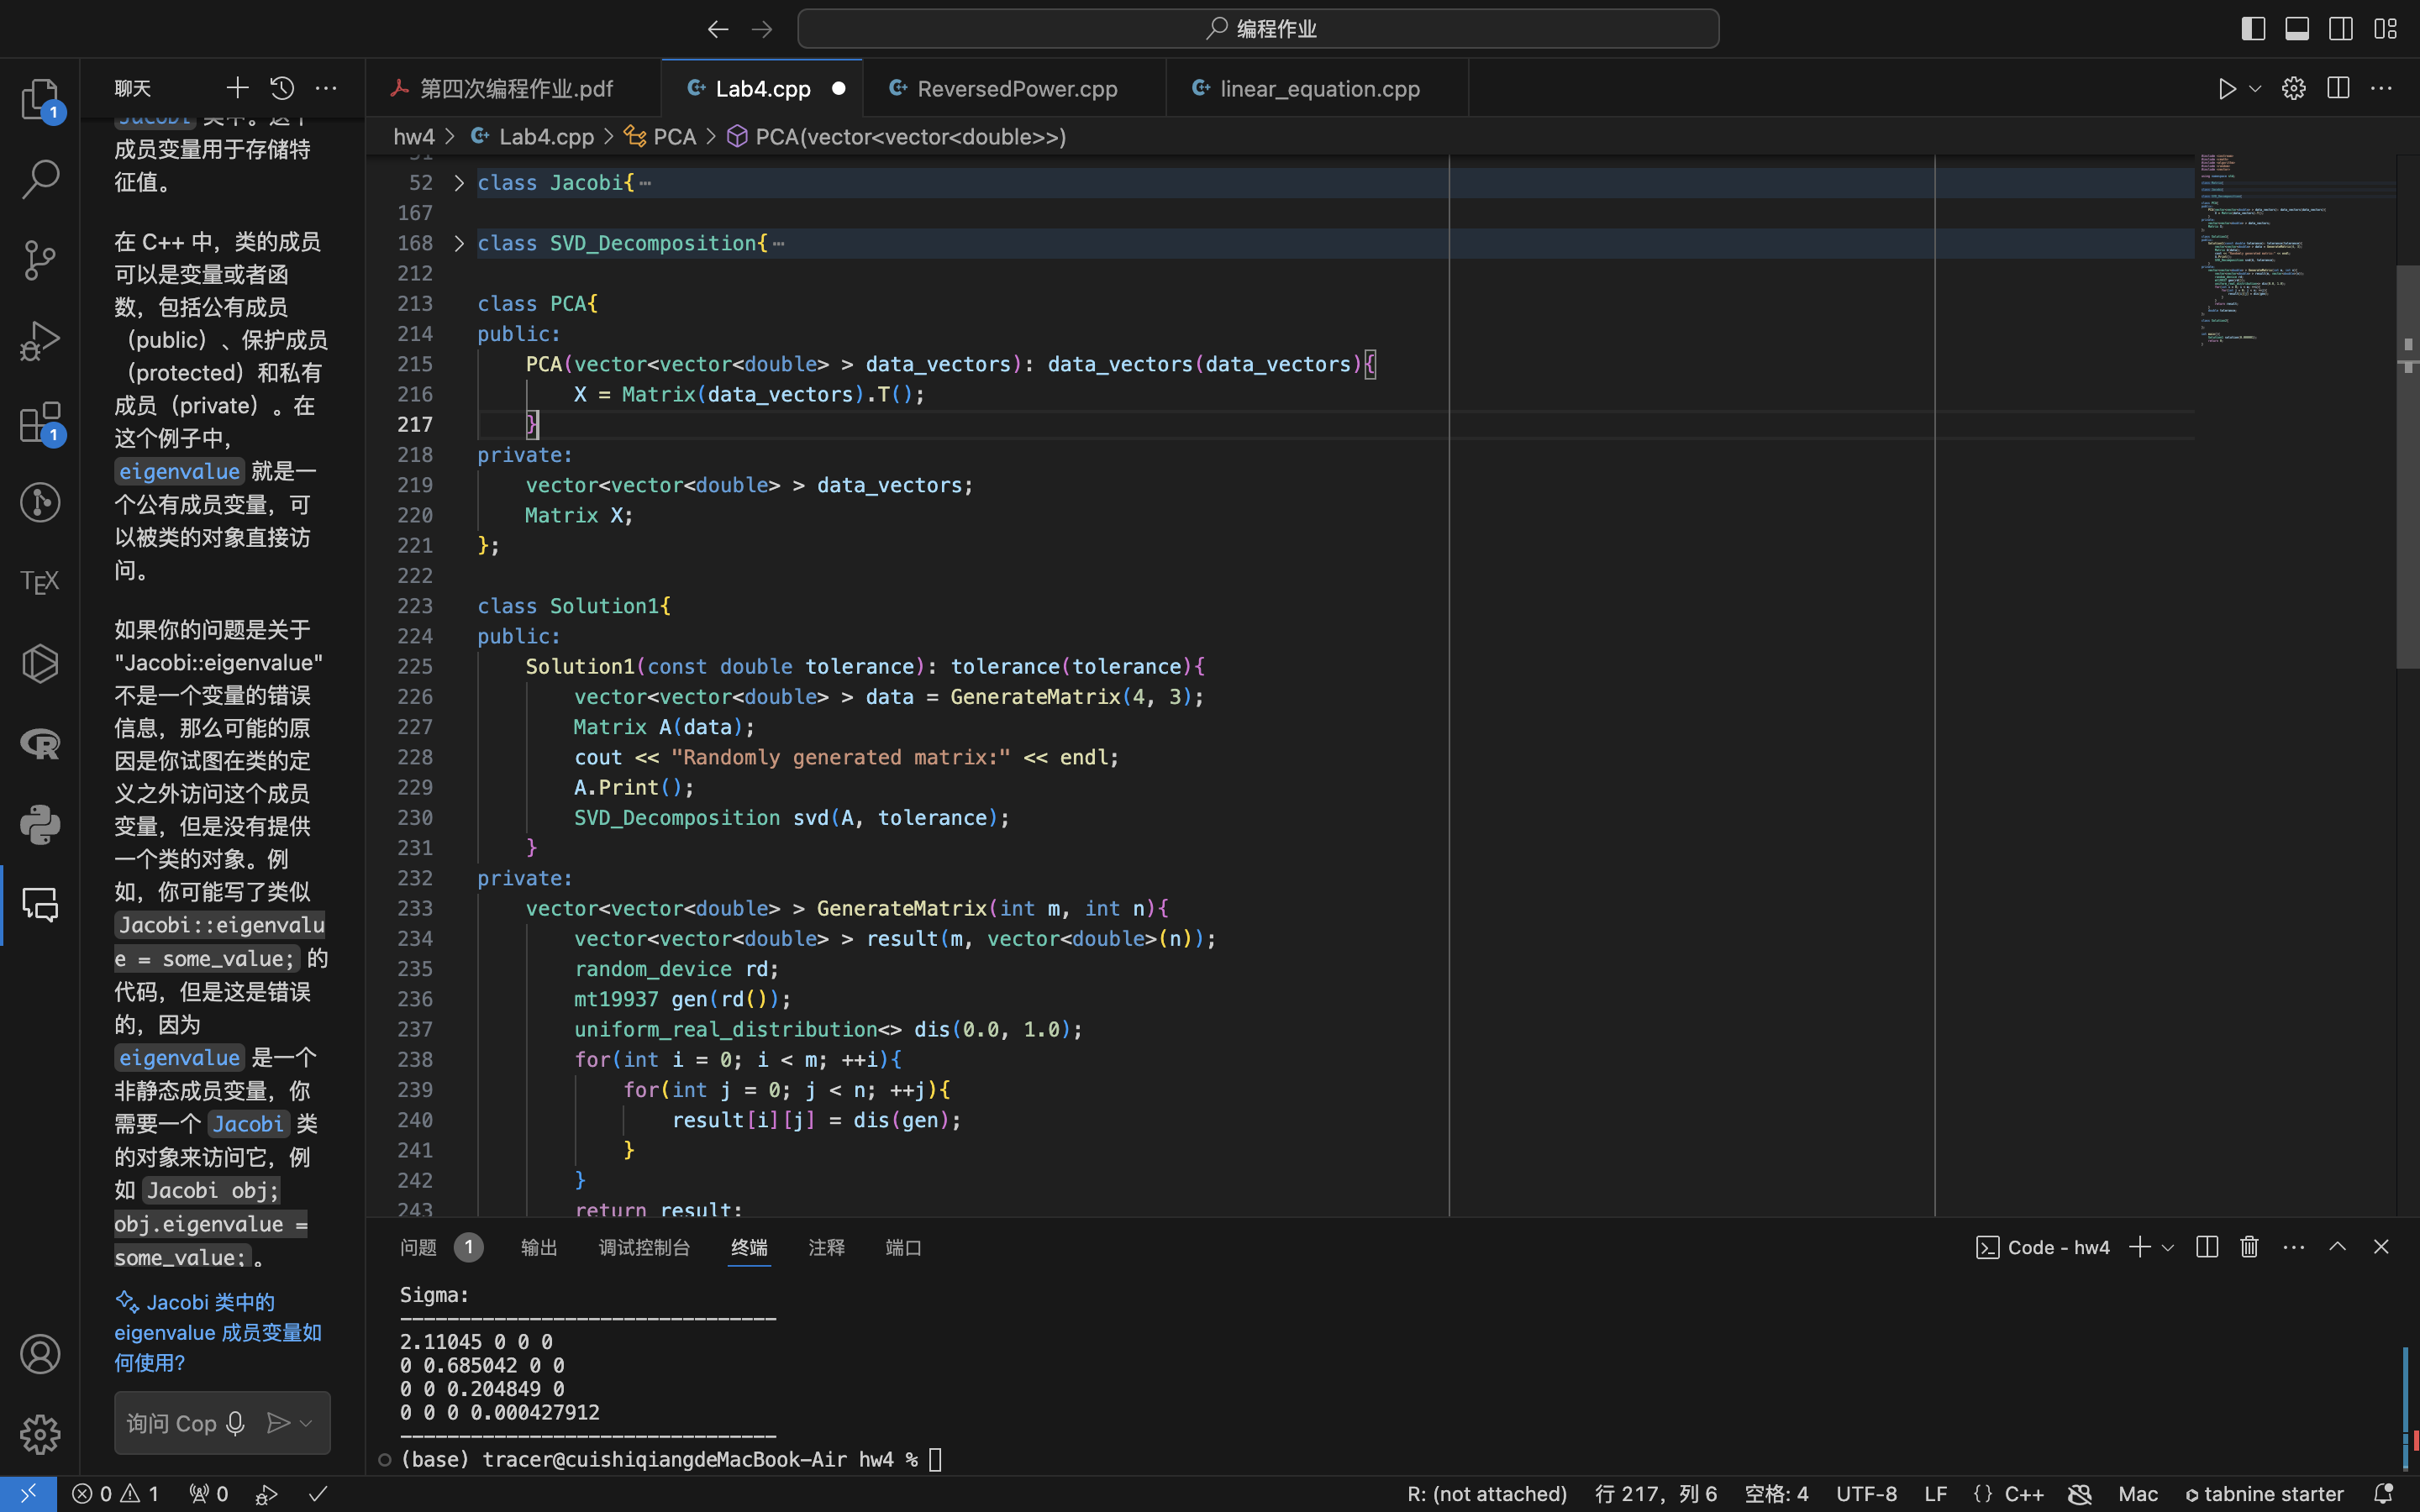 编程作业
聊天
第四次编程作业.pdf
Lab4.cpp
ReversedPower.cpp
linear_equation.cpp
hw4 > Lab4.cpp > PCA > PCA(vector<vector<double>>)
1
1
TEX
R
成员变量用于存储特
征值。
在 C++ 中，类的成员
可以是变量或者函
数，包括公有成员
（public）、保护成员
（protected）和私有
成员（private）。在
这个例子中，
eigenvalue 就是一
个公有成员变量，可
以被类的对象直接访
问。
如果你的问题是关于
"Jacobi::eigenvalue"
不是一个变量的错误
信息，那么可能的原
因是你试图在类的定
义之外访问这个成员
变量，但是没有提供
一个类的对象。例
如，你可能写了类似
Jacobi::eigenvalu
e = some_value; 的
代码，但是这是错误
的，因为
eigenvalue 是一个
非静态成员变量，你
需要一个 Jacobi 类
的对象来访问它，例
如 Jacobi obj;
obj.eigenvalue =
some_value; 。
Jacobi 类中的
eigenvalue 成员变量如
何使用?
询问 Cop
52 class Jacobi{ ⋯
167
168 class SVD_Decomposition{ ⋯
212
213 class PCA{
214 public:
215     PCA(vector<vector<double> > data_vectors): data_vectors(data_vectors){
216         X = Matrix(data_vectors).T();
217     }
218 private:
219     vector<vector<double> > data_vectors;
220     Matrix X;
221 };
222
223 class Solution1{
224 public:
225     Solution1(const double tolerance): tolerance(tolerance){
226         vector<vector<double> > data = GenerateMatrix(4, 3);
227         Matrix A(data);
228         cout << "Randomly generated matrix:" << endl;
229         A.Print();
230         SVD_Decomposition svd(A, tolerance);
231     }
232 private:
233     vector<vector<double> > GenerateMatrix(int m, int n){
234         vector<vector<double> > result(m, vector<double>(n));
235         random_device rd;
236         mt19937 gen(rd());
237         uniform_real_distribution<> dis(0.0, 1.0);
238         for(int i = 0; i < m; ++i){
239             for(int j = 0; j < n; ++j){
240                 result[i][j] = dis(gen);
241             }
242         }
243         return result;
问题 1 输出 调试控制台 终端 注释 端口
Code - hw4
Sigma:
-------------------------------
2.11045 0 0 0
0 0.685042 0 0
0 0 0.204849 0
0 0 0 0.000427912
-------------------------------
(base) tracer@cuishiqiangdeMacBook-Air hw4 %
0 1 0
R: (not attached) 行 217，列 6 空格: 4 UTF-8 LF {} C++ Mac tabnine starter